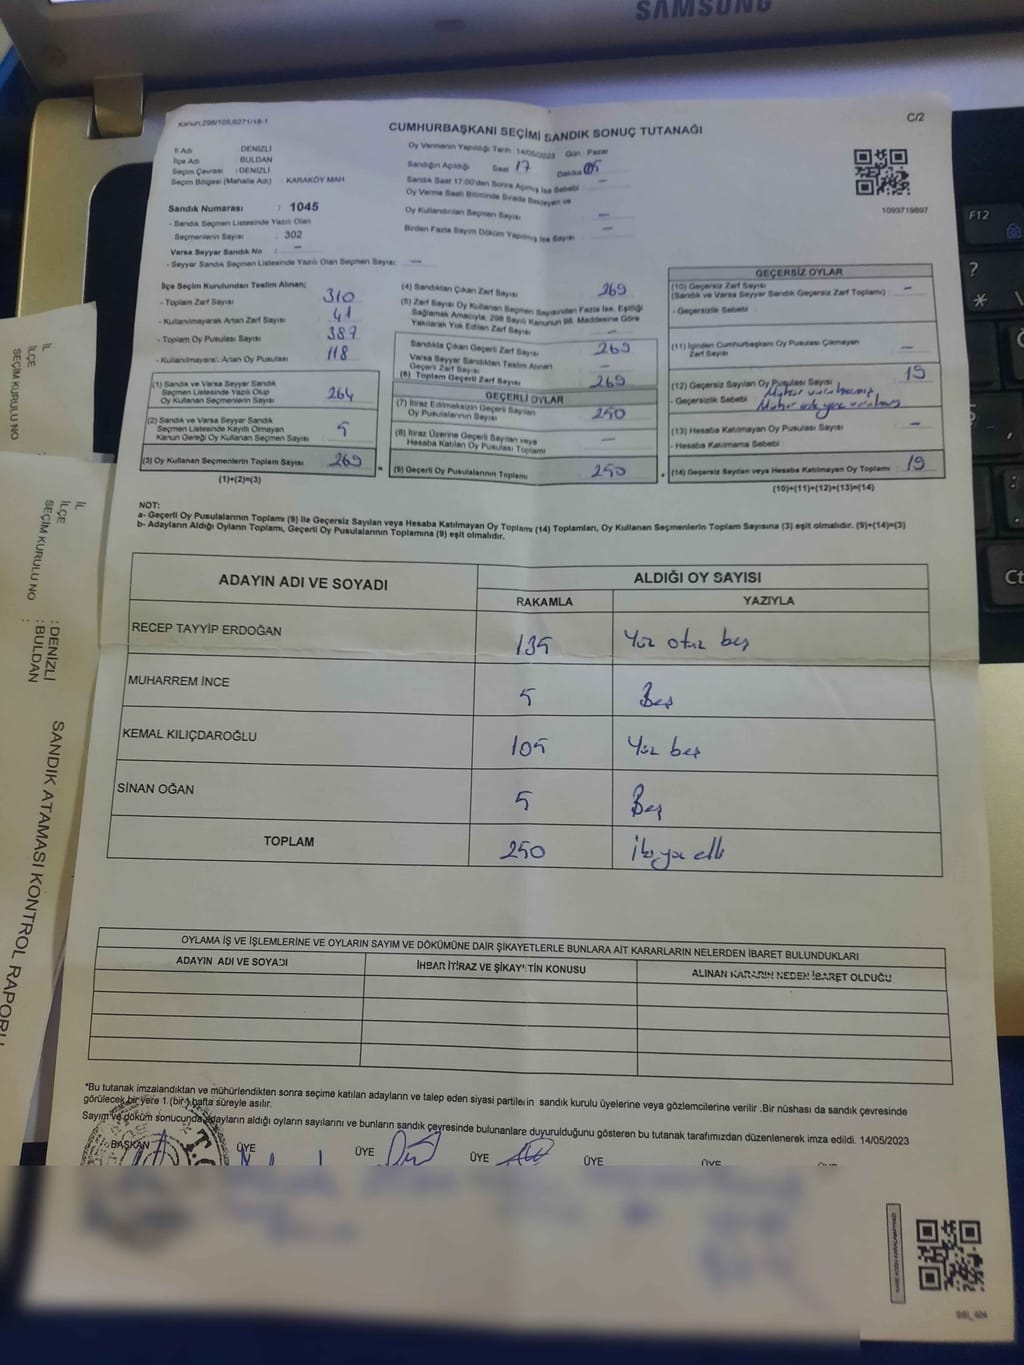 SAMSUNG
Kanun:298/105,6271/18-1
CUMHURBAŞKANI SEÇİMİ SANDIK SONUÇ TUTANAĞI
C/2
İl Adı DENİZLİ
İlçe Adı BULDAN
Seçim Çevresi : DENİZLİ
Seçim Bölgesi (Mahalle Adı) KARAKÖY MAH
Sandık Numarası : 1045
- Sandık Seçmen Listesinde Yazılı Olan
Seçmenlerin Sayısı : 302
Varsa Seyyar Sandık No : –
- Seyyar Sandık Seçmen Listesinde Yazılı Olan Seçmen Sayısı: –
Oy Vermenin Yapıldığı Tarih :14/05/2023 Gün : Pazar
Sandığın Açıldığı Saat 17 Dakika 05
Sandık Saat 17:00'den Sonra Açılmış İse Sebebi –
Oy Verme Saati Bitiminde Sırada Bekleyen ve
Oy Kullandırılan Seçmen Sayısı –
Birden Fazla Sayım Döküm Yapılmış İse Sayısı –
1093719897
İlçe Seçim Kurulundan Teslim Alınan;
- Toplam Zarf Sayısı 310
- Kullanılmayarak Artan Zarf Sayısı 41
- Toplam Oy Pusulası Sayısı 387
- Kullanılmayarak Artan Oy Pusulası 118
(1) Sandık ve Varsa Seyyar Sandık
Seçmen Listesinde Yazılı Olup
Oy Kullanan Seçmenlerin Sayısı 264
(2) Sandık ve Varsa Seyyar Sandık
Seçmen Listesinde Kayıtlı Olmayan
Kanun Gereği Oy Kullanan Seçmen Sayısı 5
(3) Oy Kullanan Seçmenlerin Toplam Sayısı 269 =
(1)+(2)=(3)
(4) Sandıktan Çıkan Zarf Sayısı 269
(5) Zarf Sayısı Oy Kullanan Seçmen Sayısından Fazla İse, Eşitliği
Sağlamak Amacıyla, 298 Sayılı Kanunun 98. Maddesine Göre
Yakılarak Yok Edilen Zarf Sayısı –
Sandıkta Çıkan Geçerli Zarf Sayısı 269
Varsa Seyyar Sandıktan Teslim Alınan
Geçerli Zarf Sayısı –
(6) Toplam Geçerli Zarf Sayısı 269
GEÇERLİ OYLAR
(7) İtiraz Edilmeksizin Geçerli Sayılan
Oy Pusulasının Sayısı 250
(8) İtiraz Üzerine Geçerli Sayılan veya
Hesaba Katılan Oy Pusulası Toplamı –
(9) Geçerli Oy Pusulalarının Toplamı 250 +
GEÇERSİZ OYLAR
(10) Geçersiz Zarf Sayısı
(Sandık ve Varsa Seyyar Sandık Geçersiz Zarf Toplamı) : –
- Geçersizlik Sebebi :
(11) İçinden Cumhurbaşkanı Oy Pusulası Çıkmayan
Zarf Sayısı –
(12) Geçersiz Sayılan Oy Pusulası Sayısı 19
- Geçersizlik Sebebi
(13) Hesaba Katılmayan Oy Pusulası Sayısı –
- Hesaba Katılmama Sebebi
(14) Geçersiz Sayılan veya Hesaba Katılmayan Oy Toplamı : 19
(10)+(11)+(12)+(13)=(14)
NOT:
a- Geçerli Oy Pusulasının Toplamı (9) ile Geçersiz Sayılan veya Hesaba Katılmayan Oy Toplamı (14) Toplamları, Oy Kullanan Seçmenlerin Toplam Sayısına (3) eşit olmalıdır. (9)+(14)=(3)
b- Adayların Aldığı Oyların Toplamı, Geçerli Oy Pusulalarının Toplamına (9) eşit olmalıdır.
ADAYIN ADI VE SOYADI ALDIĞI OY SAYISI
RAKAMLA YAZIYLA
RECEP TAYYİP ERDOĞAN 135 Yüz otuz beş
MUHARREM İNCE 5 Beş
KEMAL KILIÇDAROĞLU 105 Yüz beş
SİNAN OĞAN 5 Beş
TOPLAM 250 İki yüz elli
OYLAMA İŞ VE İŞLEMLERİNE VE OYLARIN SAYIM VE DÖKÜMÜNE DAİR ŞİKAYETLERLE BUNLARA AİT KARARLARIN NELERDEN İBARET BULUNDUKLARI
ADAYIN ADI VE SOYADI İHBAR İTİRAZ VE ŞİKAYETİN KONUSU ALINAN KARARIN NEDEN İBARET OLDUĞU
*Bu tutanak imzalandıktan ve mühürlendikten sonra seçime katılan adayların ve talep eden siyasi partilerin sandık kurulu üyelerine veya gözlemcilerine verilir .Bir nüshası da sandık çevresinde
görülecek bir yere 1 (bir) hafta süreyle asılır.
Sayım ve döküm sonucunda adayların aldığı oyların sayılarını ve bunların sandık çevresinde bulunanlara duyurulduğunu gösteren bu tutanak tarafımızdan düzenlenerek imza edildi. 14/05/2023
BAŞKAN ÜYE ÜYE ÜYE ÜYE ÜYE
T.C.
İL
İLÇE
SEÇİM KURULU NO
İL : DENİZLİ
İLÇE : BULDAN
SEÇİM KURULU NO :
SANDIK ATAMASI KONTROL RAPORU
F12
?
*
Ct